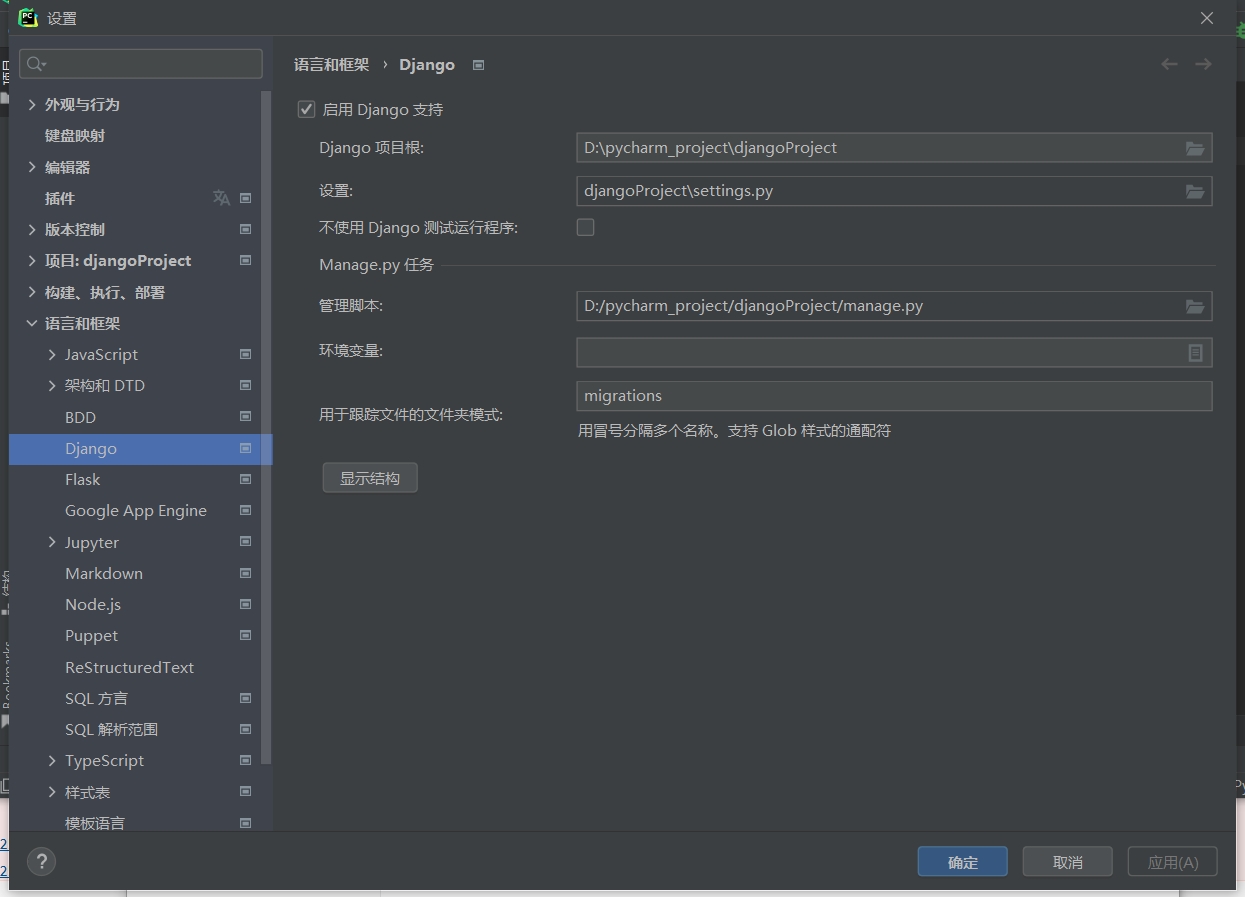 设置
外观与行为
键盘映射
编辑器
插件
版本控制
项目: djangoProject
构建、执行、部署
语言和框架
JavaScript
架构和 DTD
BDD
Django
Flask
Google App Engine
Jupyter
Markdown
Node.js
Puppet
ReStructuredText
SQL 方言
SQL 解析范围
TypeScript
样式表
模板语言
语言和框架 › Django
启用 Django 支持
Django 项目根: D:\pycharm_project\djangoProject
设置: djangoProject\settings.py
不使用 Django 测试运行程序:
Manage.py 任务
管理脚本: D:/pycharm_project/djangoProject/manage.py
环境变量:
用于跟踪文件的文件夹模式: migrations
用冒号分隔多个名称。支持 Glob 样式的通配符
显示结构
?
确定
取消
应用(A)